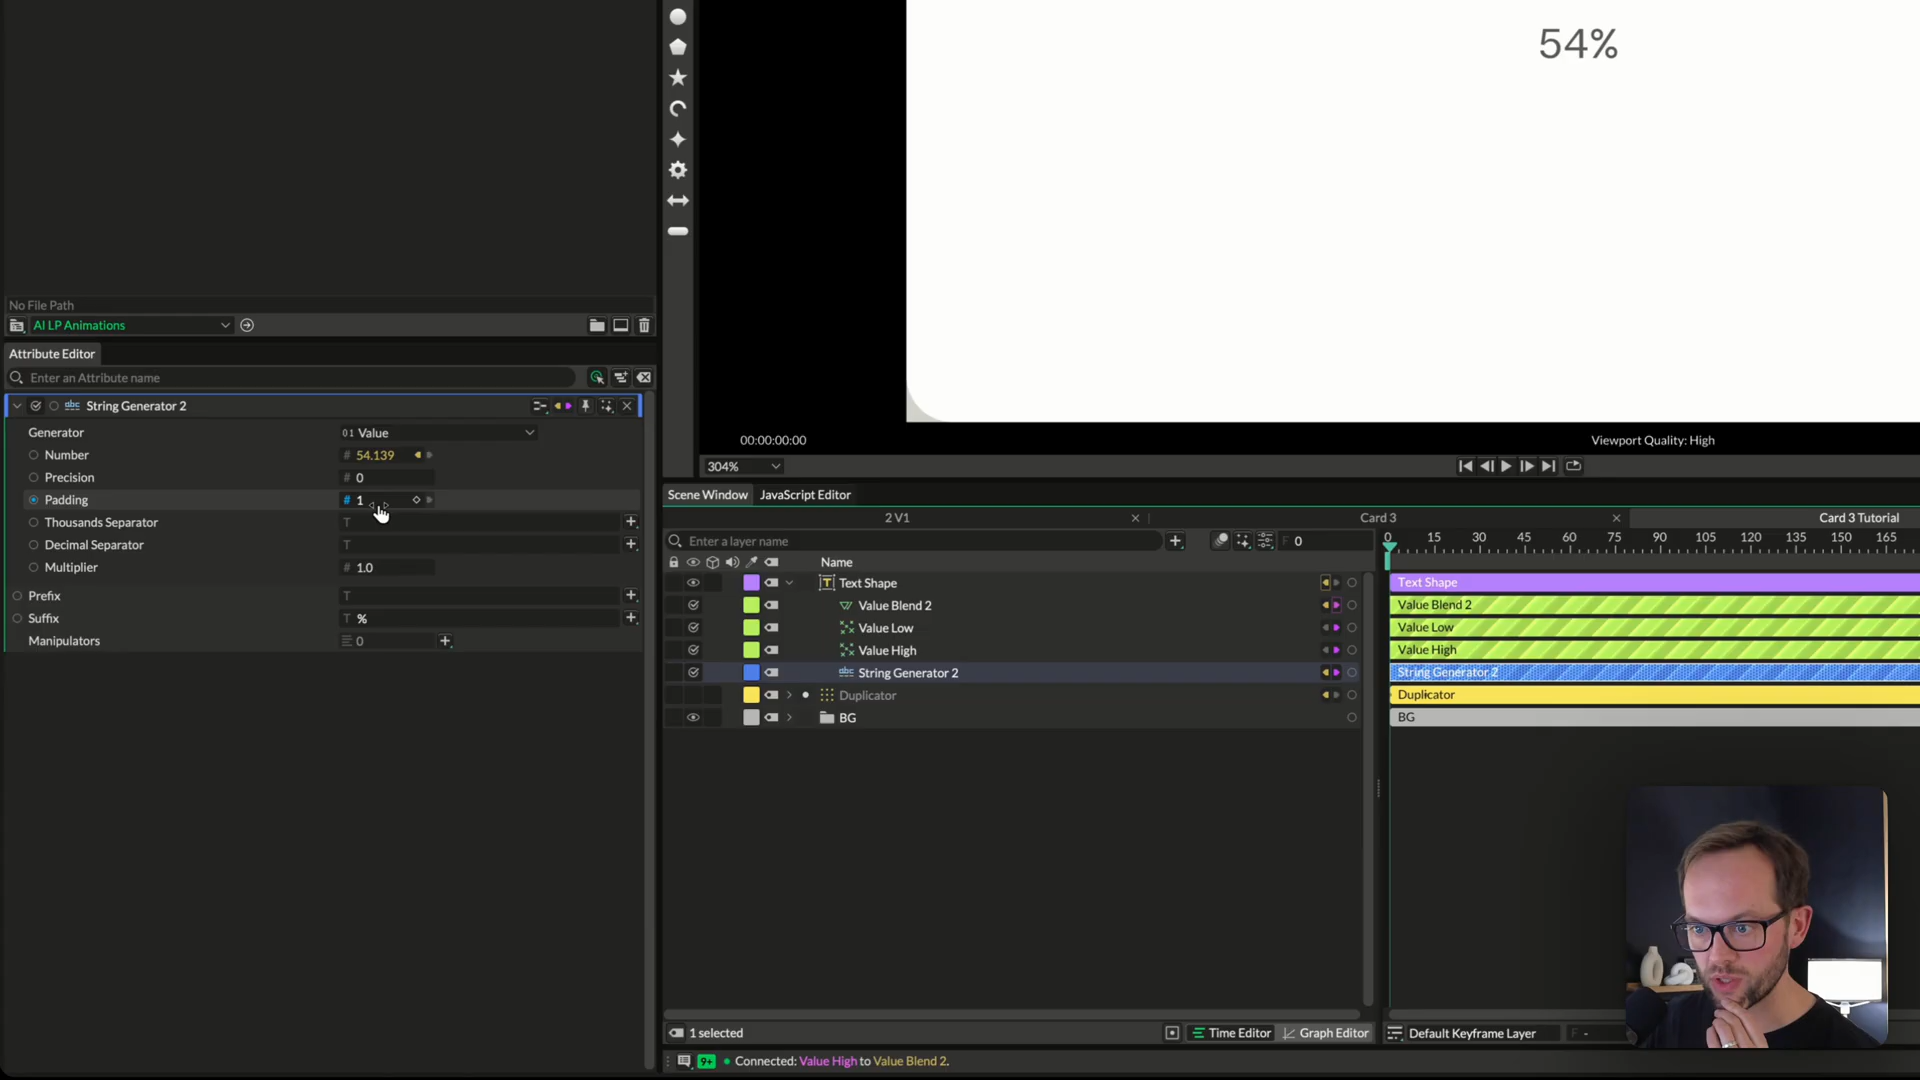 54%
No File Path
AI LP Animations
Attribute Editor
Enter an Attribute name
String Generator 2
Generator
01 Value
Number
# 54.139
Precision
# 0
Padding
# 1
Thousands Separator
T
Decimal Separator
T
Multiplier
# 1.0
Prefix
T
Suffix
T %
Manipulators
0
00:00:00:00
Viewport Quality: High
304%
Scene Window
JavaScript Editor
2 V1
Card 3
Card 3 Tutorial
Enter a layer name
F 0
0 15 30 45 60 75 90 105 120 135 150 165
Name
Text Shape
Value Blend 2
Value Low
Value High
abc String Generator 2
Duplicator
BG
Text Shape
Value Blend 2
Value Low
Value High
String Generator 2
Duplicator
BG
1 selected
Time Editor
Graph Editor
Default Keyframe Layer
F -
9+
Connected: Value High to Value Blend 2.